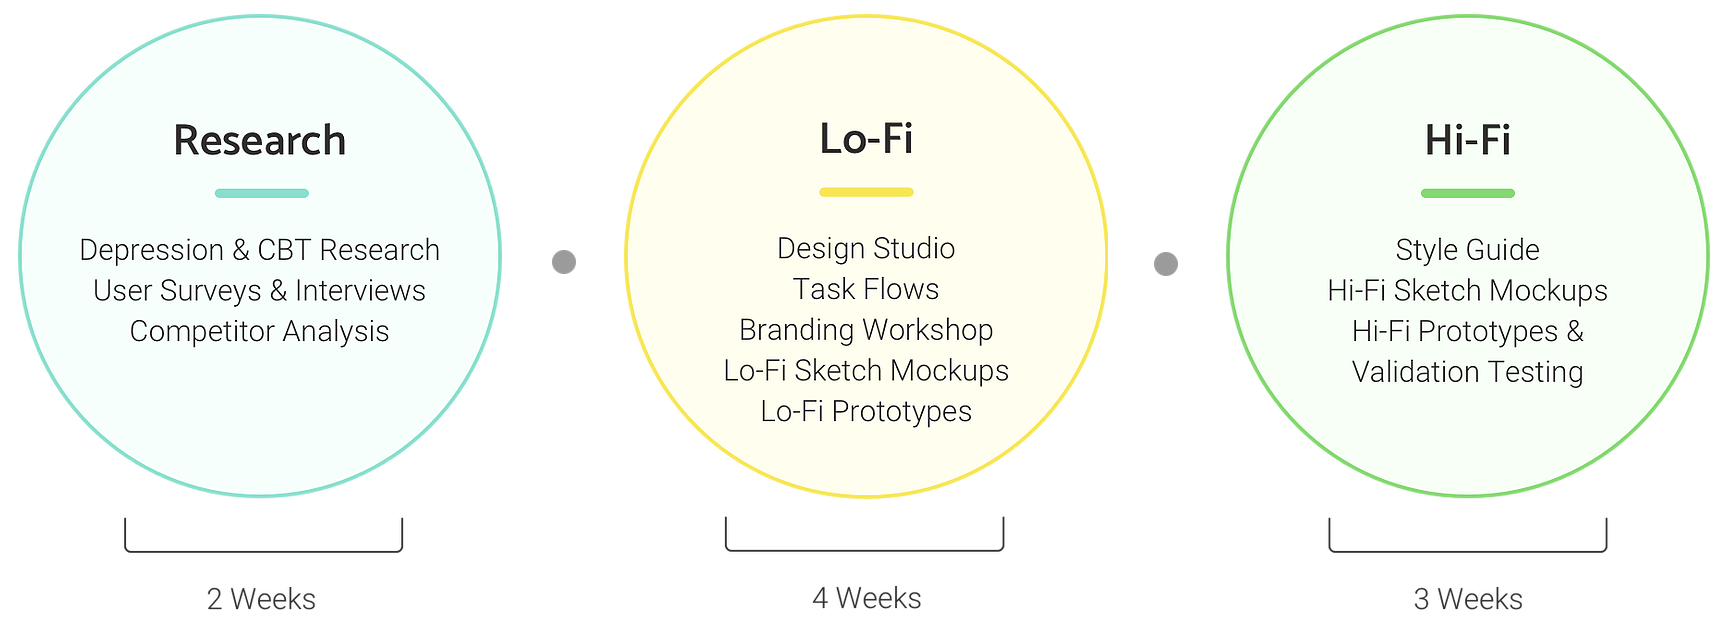 Research
Depression & CBT Research
User Surveys & Interviews
Competitor Analysis
2 Weeks
Lo-Fi
Design Studio
Task Flows
Branding Workshop
Lo-Fi Sketch Mockups
Lo-Fi Prototypes
4 Weeks
Hi-Fi
Style Guide
Hi-Fi Sketch Mockups
Hi-Fi Prototypes &
Validation Testing
3 Weeks